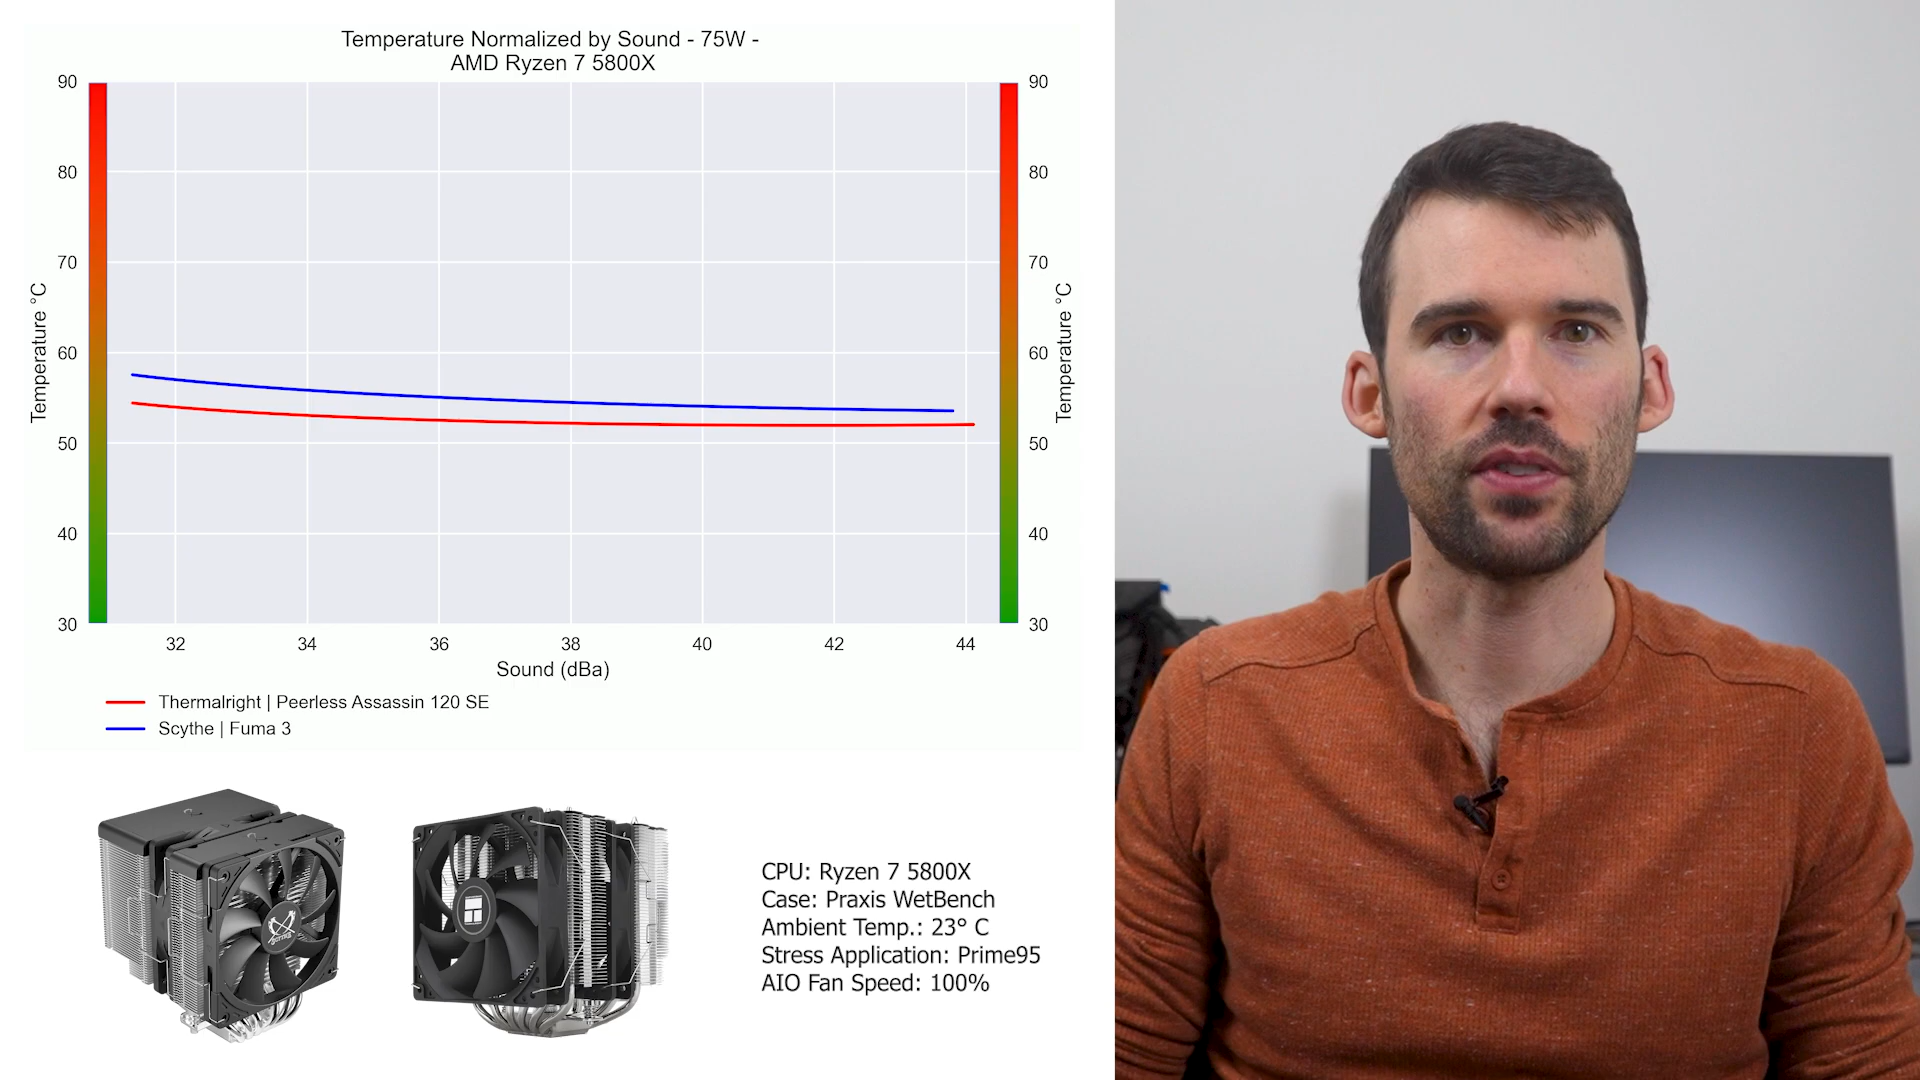 Temperature Normalized by Sound - 75W -
AMD Ryzen 7 5800X
90
80
70
60
50
40
30
Temperature °C
90
80
70
60
50
40
30
Temperature °C
32 34 36 38 40 42 44
Sound (dBa)
Thermalright | Peerless Assassin 120 SE
Scythe | Fuma 3
SCYTHE
CPU: Ryzen 7 5800X
Case: Praxis WetBench
Ambient Temp.: 23° C
Stress Application: Prime95
AIO Fan Speed: 100%